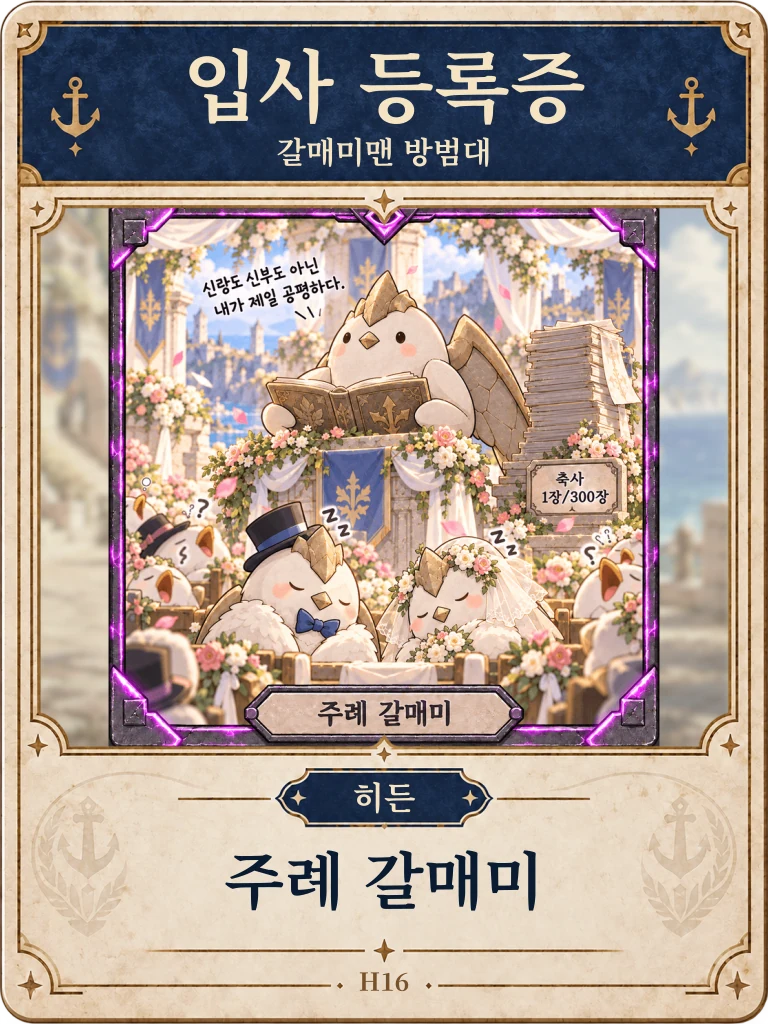 입사 등록증
갈매미맨 방범대
신랑도 신부도 아닌
내가 제일 공평하다.
축사
1장/300장
?
?
z z z
z z z
?
?
주례 갈매미
히든
주례 갈매미
H16